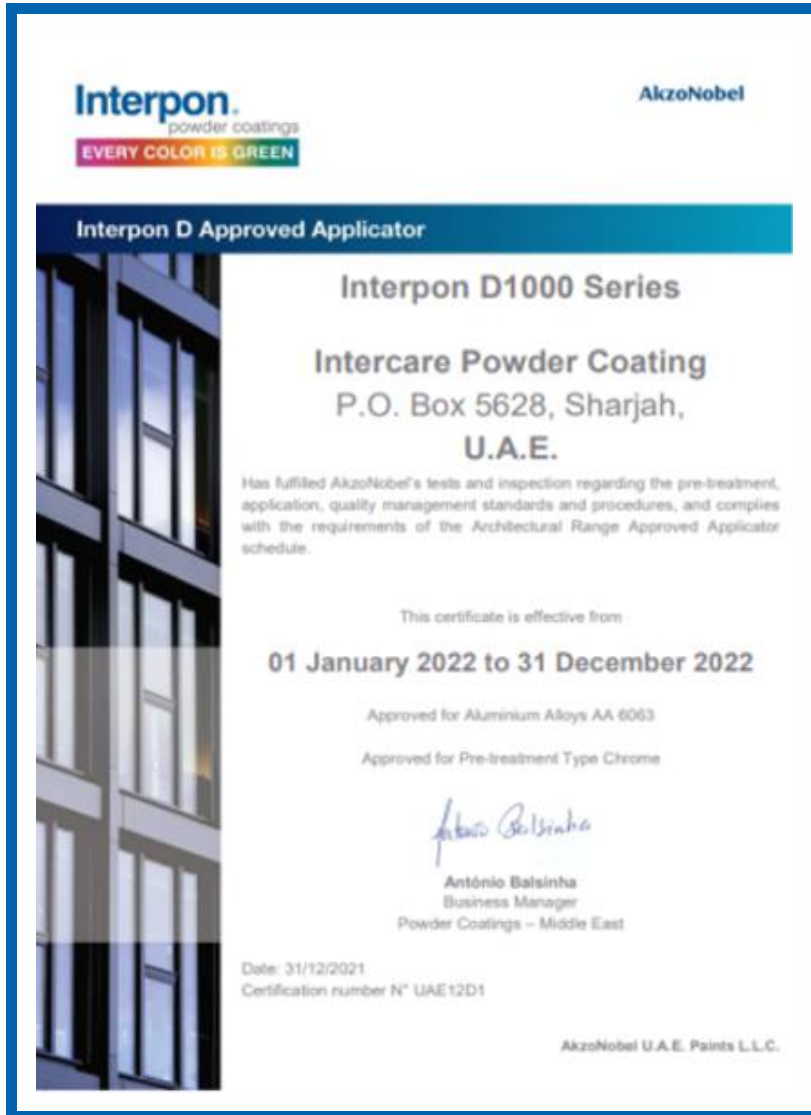 Interpon.
powder coatings
EVERY COLOR IS GREEN
AkzoNobel
Interpon D Approved Applicator
Interpon D1000 Series
Intercare Powder Coating
P.O. Box 5628, Sharjah,
U.A.E.
Has fulfilled AkzoNobel's tests and inspection regarding the pre-treatment,
application, quality management standards and procedures, and complies
with the requirements of the Architectural Range Approved Applicator
schedule.
This certificate is effective from
01 January 2022 to 31 December 2022
Approved for Aluminium Alloys AA 6063
Approved for Pre-treatment Type Chrome
António Balsinha
António Balsinha
Business Manager
Powder Coatings – Middle East
Date: 31/12/2021
Certification number N° UAE12D1
AkzoNobel U.A.E. Paints L.L.C.